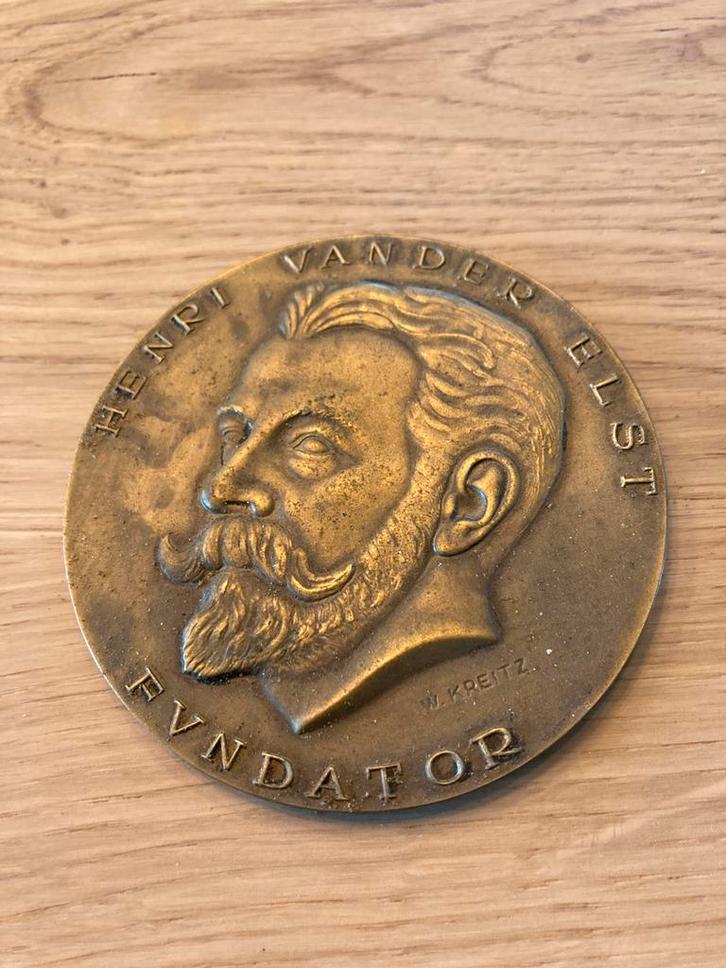 HENRI VANDER ELST
W. KREITZ
FVNDATOR